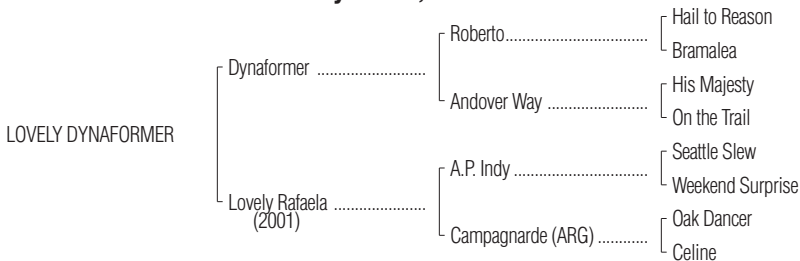 Hail to Reason
Roberto
Bramalea
Dynaformer
His Majesty
Andover Way
On the Trail
LOVELY DYNAFORMER
Seattle Slew
A.P. Indy
Weekend Surprise
Lovely Rafaela
(2001)
Oak Dancer
Campagnarde (ARG)
Celine